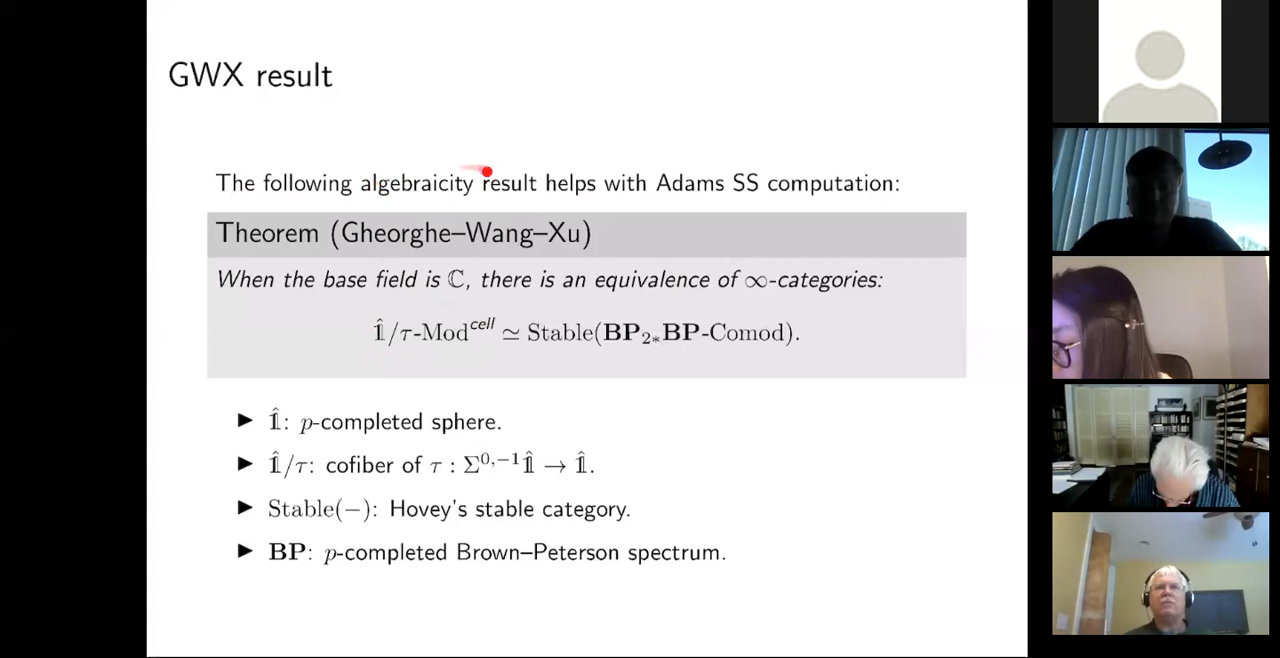 GWX result
The following algebraicity result helps with Adams SS computation:
Theorem (Gheorghe–Wang–Xu)
When the base field is ℂ, there is an equivalence of ∞-categories:
𝟙̂/τ-Mod^cell ≃ Stable(BP₂⁎BP-Comod).
▶ 𝟙̂: p-completed sphere.
▶ 𝟙̂/τ: cofiber of τ : Σ^{0,−1}𝟙̂ → 𝟙̂.
▶ Stable(−): Hovey's stable category.
▶ BP: p-completed Brown–Peterson spectrum.